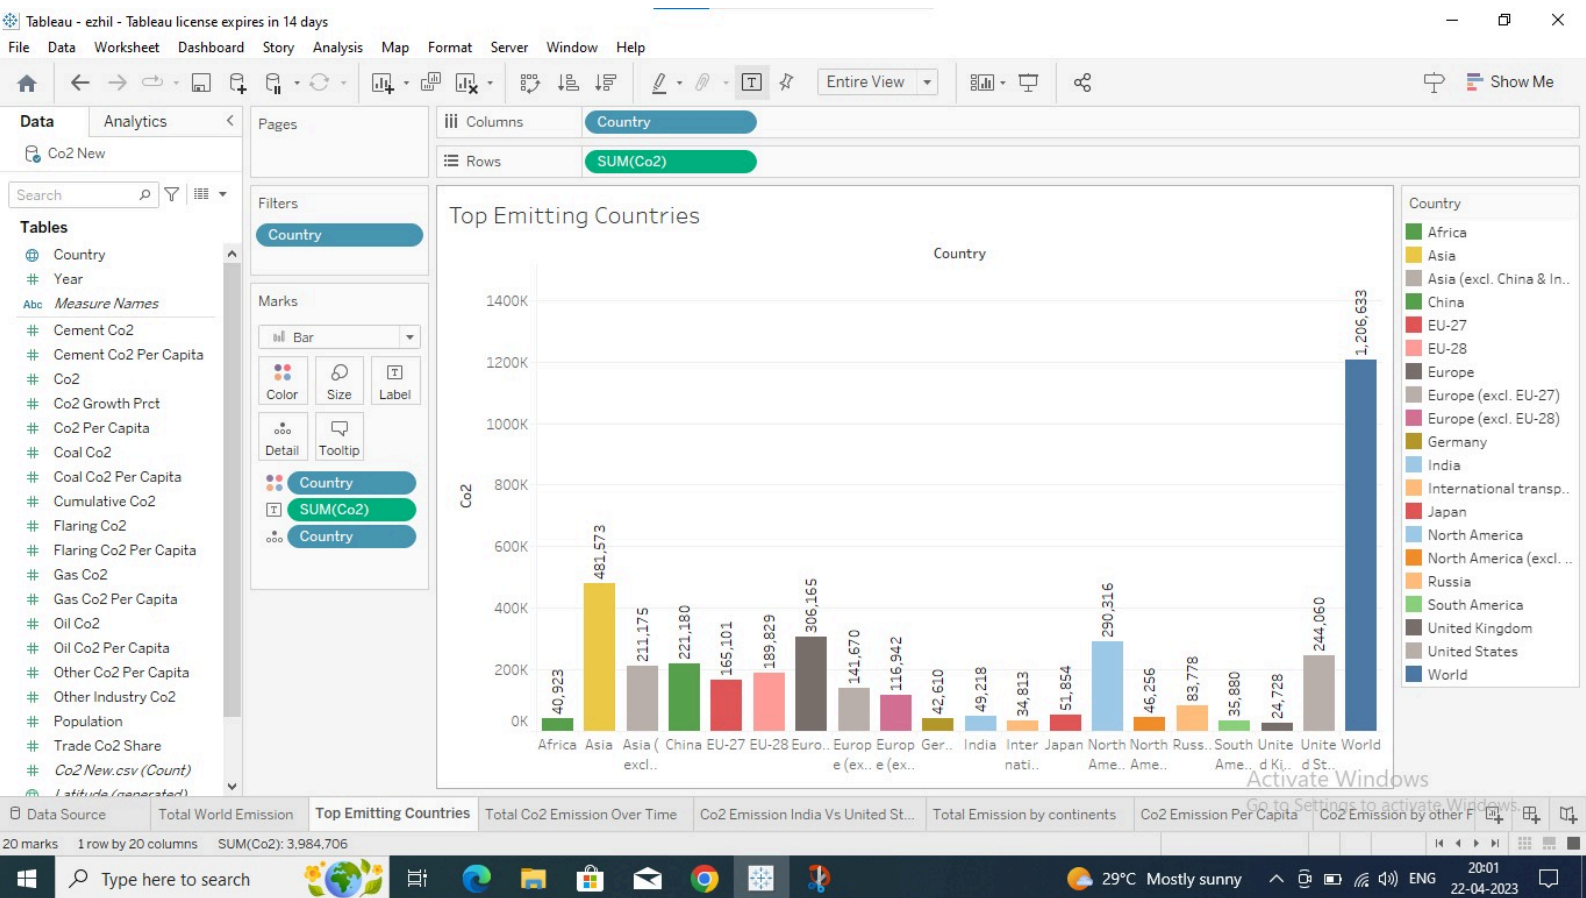 Tableau - ezhil - Tableau license expires in 14 days
File Data Worksheet Dashboard Story Analysis Map Format Server Window Help
Entire View
Show Me
Data Analytics
Co2 New
Search
Tables
Country
Year
Abc Measure Names
Cement Co2
Cement Co2 Per Capita
Co2
Co2 Growth Prct
Co2 Per Capita
Coal Co2
Coal Co2 Per Capita
Cumulative Co2
Flaring Co2
Flaring Co2 Per Capita
Gas Co2
Gas Co2 Per Capita
Oil Co2
Oil Co2 Per Capita
Other Co2 Per Capita
Other Industry Co2
Population
Trade Co2 Share
Co2 New.csv (Count)
Latitude (generated)
Pages
Filters
Country
Marks
Bar
Color Size Label
Detail Tooltip
Country
SUM(Co2)
Country
Columns Country
Rows SUM(Co2)
Top Emitting Countries
Country
Co2
1400K
1200K
1000K
800K
600K
400K
200K
0K
40,923
481,573
211,175
221,180
165,101
189,829
306,165
141,670
116,942
42,610
49,218
34,813
51,854
290,316
46,256
83,778
35,880
24,728
244,060
1,206,633
Africa Asia Asia ( China EU-27 EU-28 Euro.. Europ Europ Ger.. India Inter Japan North North Russ.. South Unite Unite World
excl.. e (ex.. e (ex.. nati.. Ame.. Ame.. Ame.. d Ki.. d St..
Country
Africa
Asia
Asia (excl. China & In..
China
EU-27
EU-28
Europe
Europe (excl. EU-27)
Europe (excl. EU-28)
Germany
India
International transp..
Japan
North America
North America (excl. ..
Russia
South America
United Kingdom
United States
World
Activate Windows
Go to Settings to activate Windows.
Data Source Total World Emission Top Emitting Countries Total Co2 Emission Over Time Co2 Emission India Vs United St... Total Emission by continents Co2 Emission Per Capita Co2 Emission by other F
20 marks 1 row by 20 columns SUM(Co2): 3,984,706
Type here to search
29°C Mostly sunny
ENG
20:01
22-04-2023